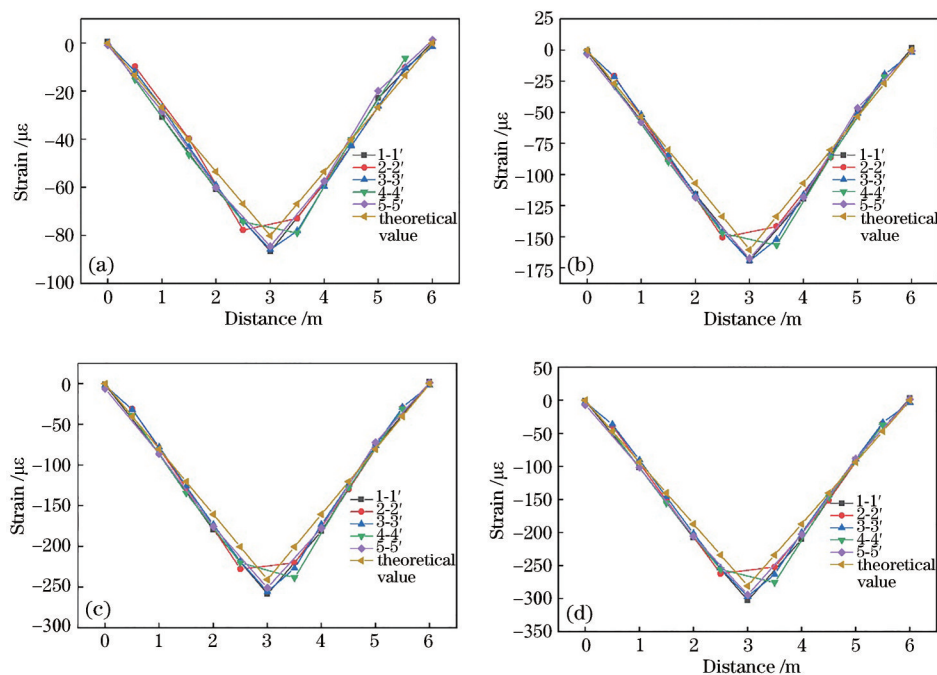 0
−20
−40
−60
−80
−100
Strain /με
1-1′
2-2′
3-3′
4-4′
5-5′
theoretical
value
(a)
0 1 2 3 4 5 6
Distance /m
25
0
−25
−50
−75
−100
−125
−150
−175
Strain /με
1-1′
2-2′
3-3′
4-4′
5-5′
theoretical
value
(b)
0 1 2 3 4 5 6
Distance /m
0
−50
−100
−150
−200
−250
−300
Strain /με
1-1′
2-2′
3-3′
4-4′
5-5′
theoretical
value
(c)
0 1 2 3 4 5 6
50
0
−50
−100
−150
−200
−250
−300
−350
Strain /με
1-1′
2-2′
3-3′
4-4′
5-5′
theoretical
value
(d)
0 1 2 3 4 5 6
Distance /m